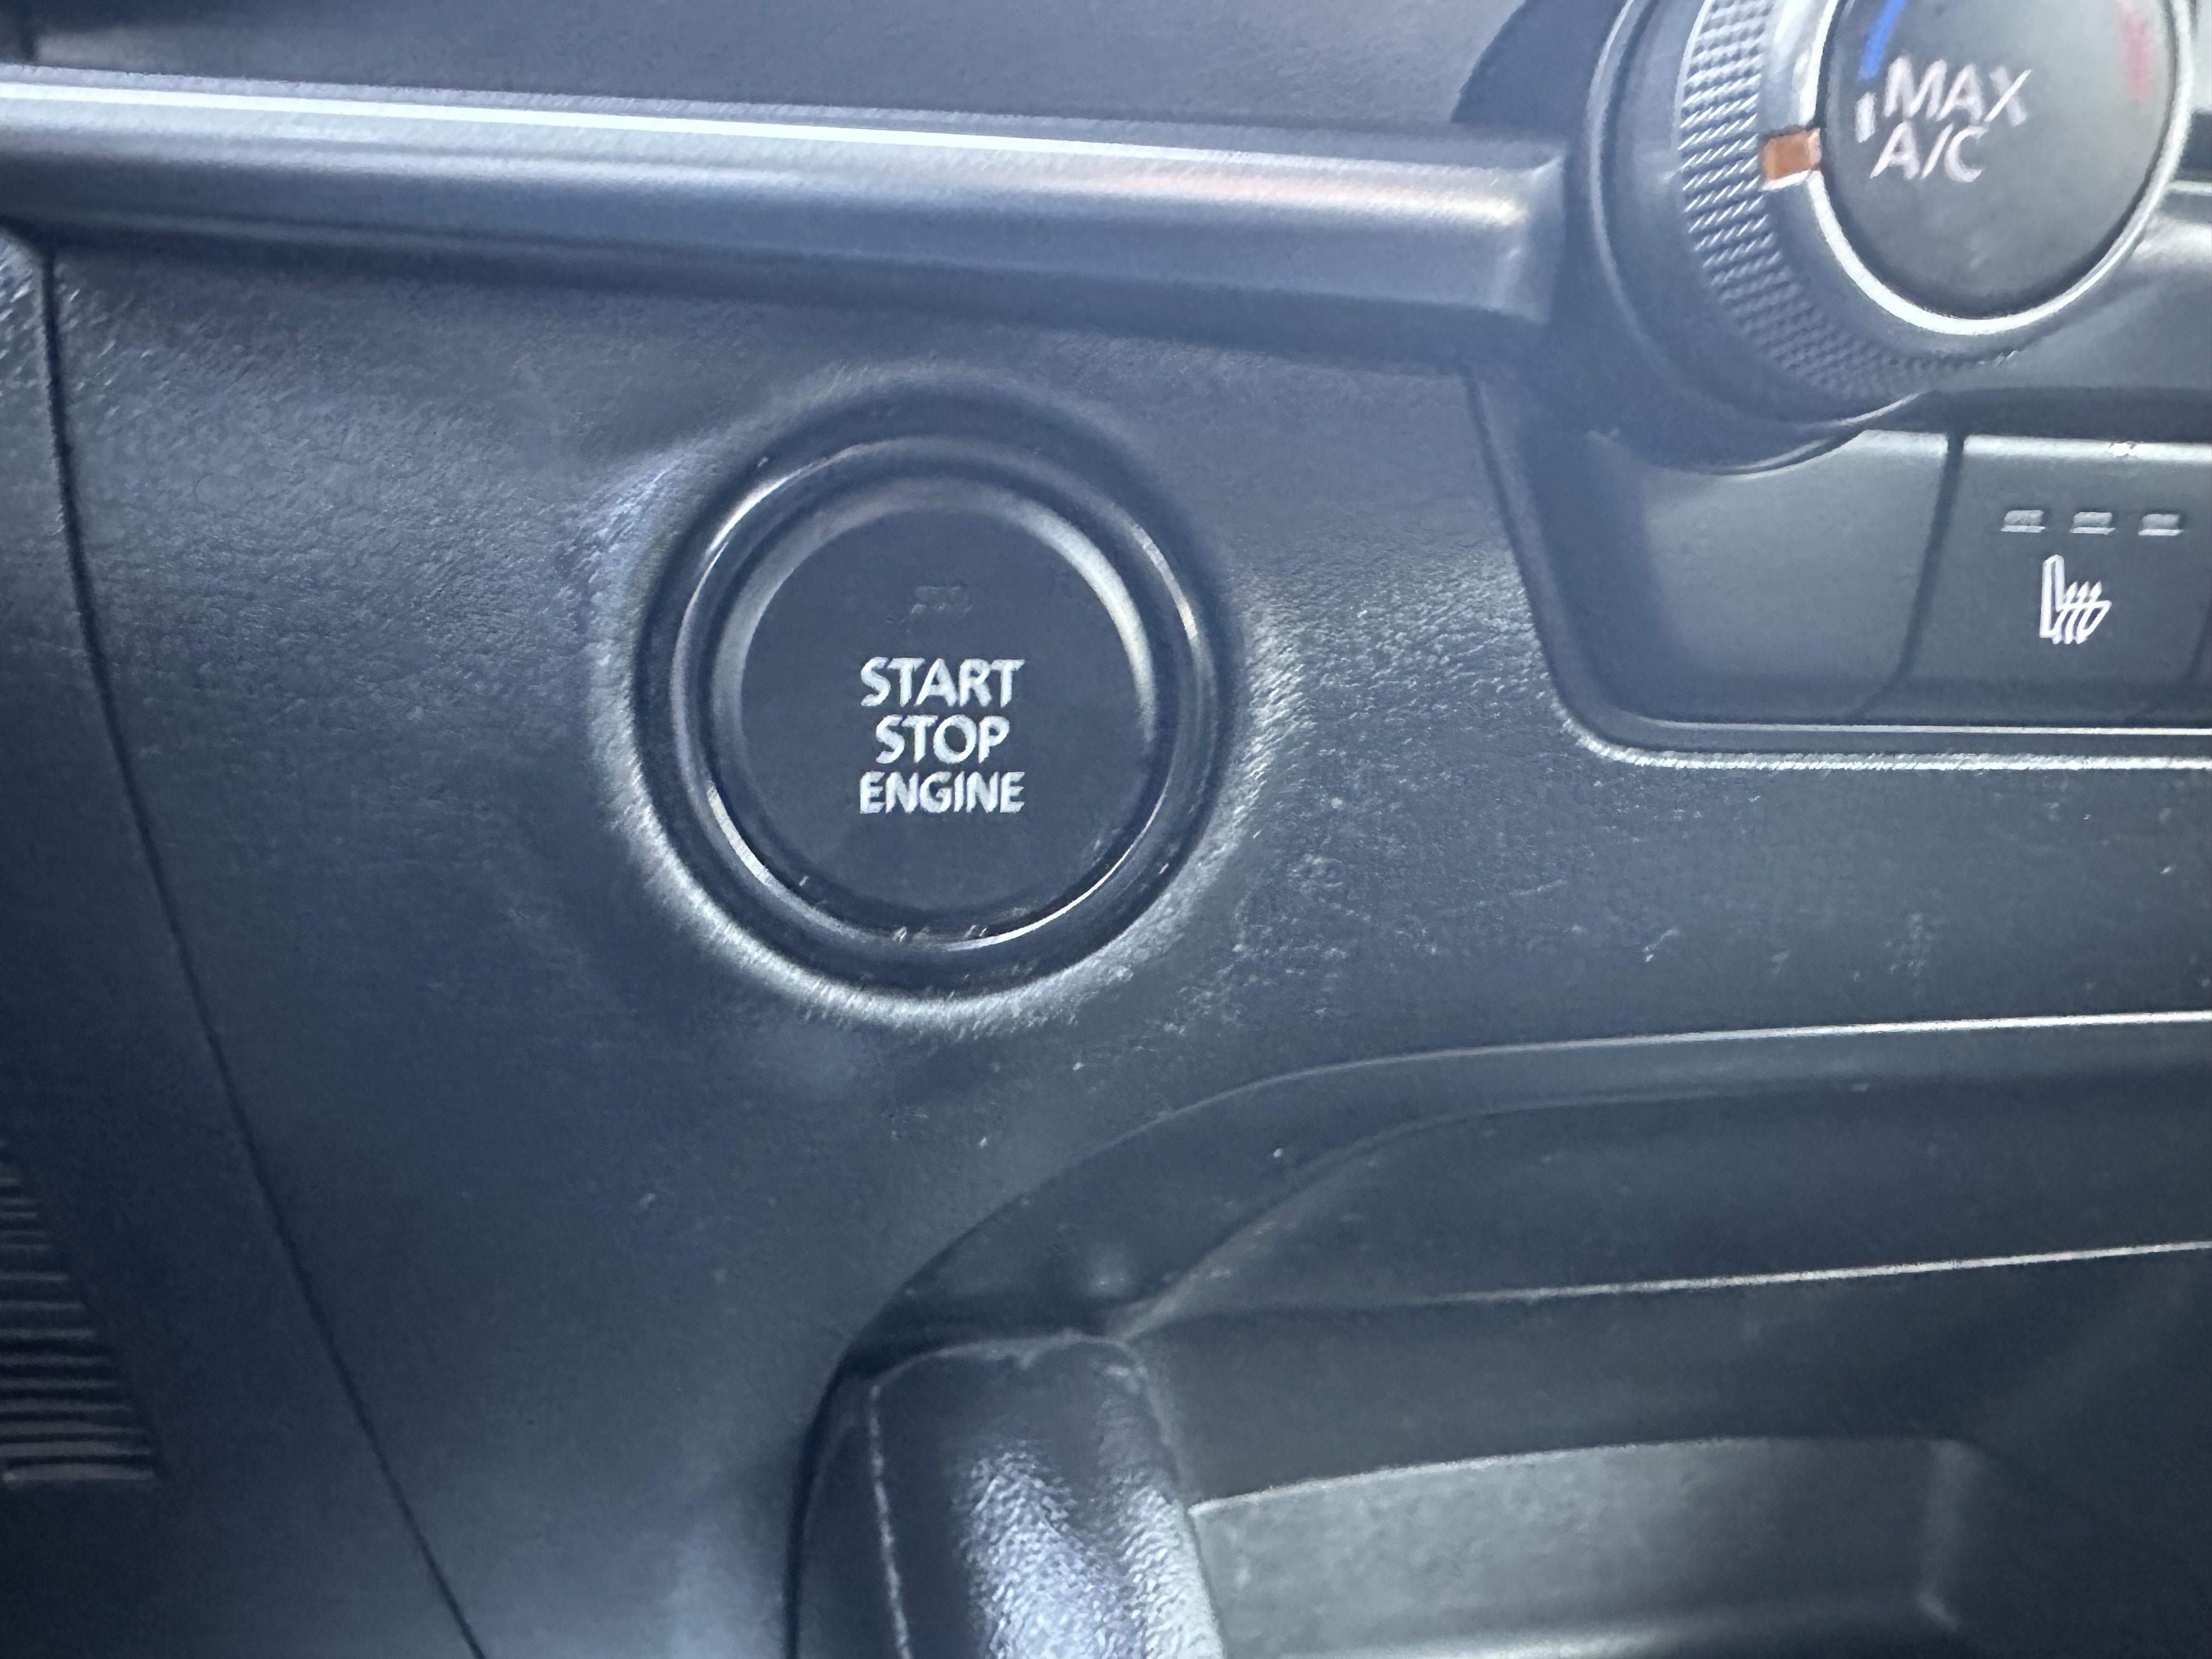 MAX
A/C
START
STOP
ENGINE